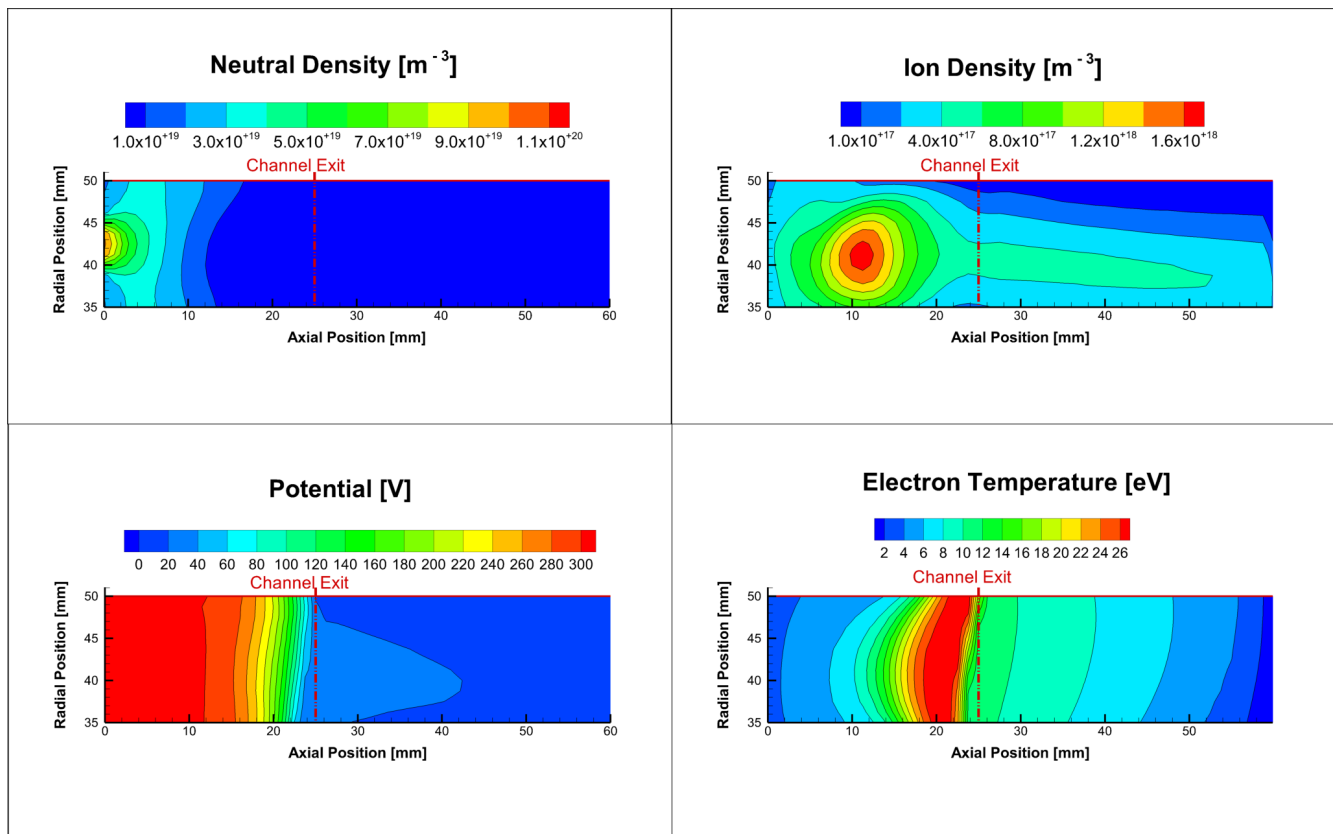 Neutral Density [m⁻³]
1.0x10⁺¹⁹ 3.0x10⁺¹⁹ 5.0x10⁺¹⁹ 7.0x10⁺¹⁹ 9.0x10⁺¹⁹ 1.1x10⁺²⁰
Channel Exit
Radial Position [mm]
50
45
40
35
0 10 20 30 40 50 60
Axial Position [mm]
Ion Density [m⁻³]
1.0x10⁺¹⁷ 4.0x10⁺¹⁷ 8.0x10⁺¹⁷ 1.2x10⁺¹⁸ 1.6x10⁺¹⁸
Channel Exit
Radial Position [mm]
50
45
40
35
0 10 20 30 40 50
Axial Position [mm]
Potential [V]
0 20 40 60 80 100 120 140 160 180 200 220 240 260 280 300
Channel Exit
Radial Position [mm]
50
45
40
35
0 10 20 30 40 50 60
Axial Position [mm]
Electron Temperature [eV]
2 4 6 8 10 12 14 16 18 20 22 24 26
Channel Exit
Radial Position [mm]
50
45
40
35
0 10 20 30 40 50
Axial Position [mm]